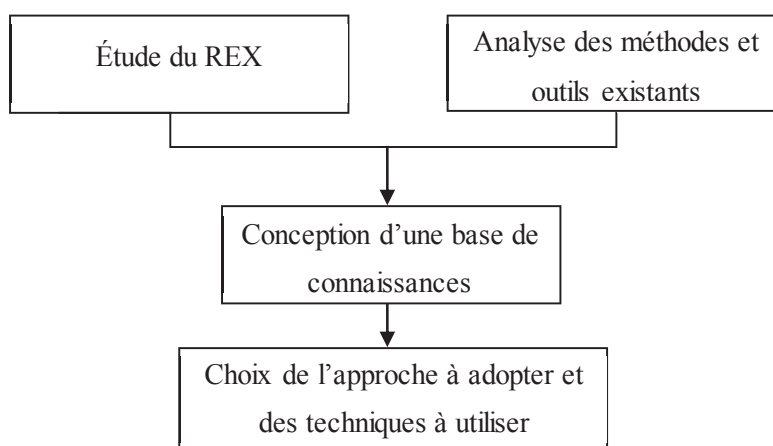 Étude du REX
Analyse des méthodes et
outils existants
Conception d’une base de
connaissances
Choix de l’approche à adopter et
des techniques à utiliser